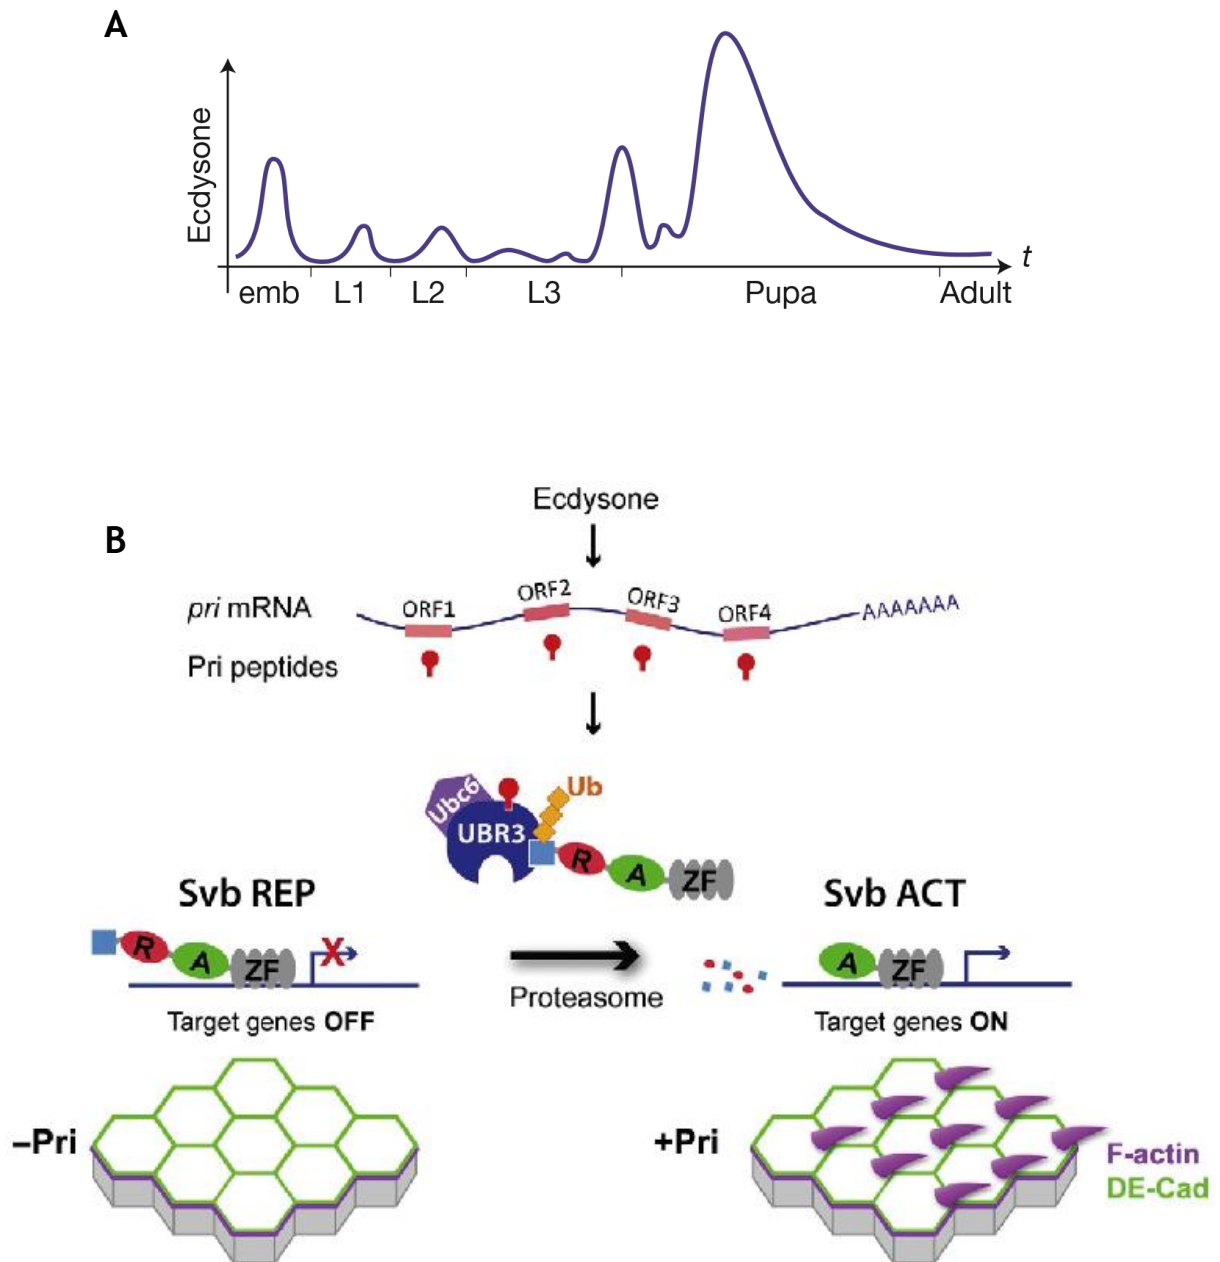 A
Ecdysone
t
emb L1 L2 L3 Pupa Adult
Ecdysone
B
pri mRNA
ORF1 ORF2 ORF3 ORF4 AAAAAAA
Pri peptides
Ubc6 Ub
UBR3
R A ZF
Svb REP Svb ACT
R A ZF X A ZF
Proteasome
Target genes OFF Target genes ON
–Pri +Pri
F-actin
DE-Cad